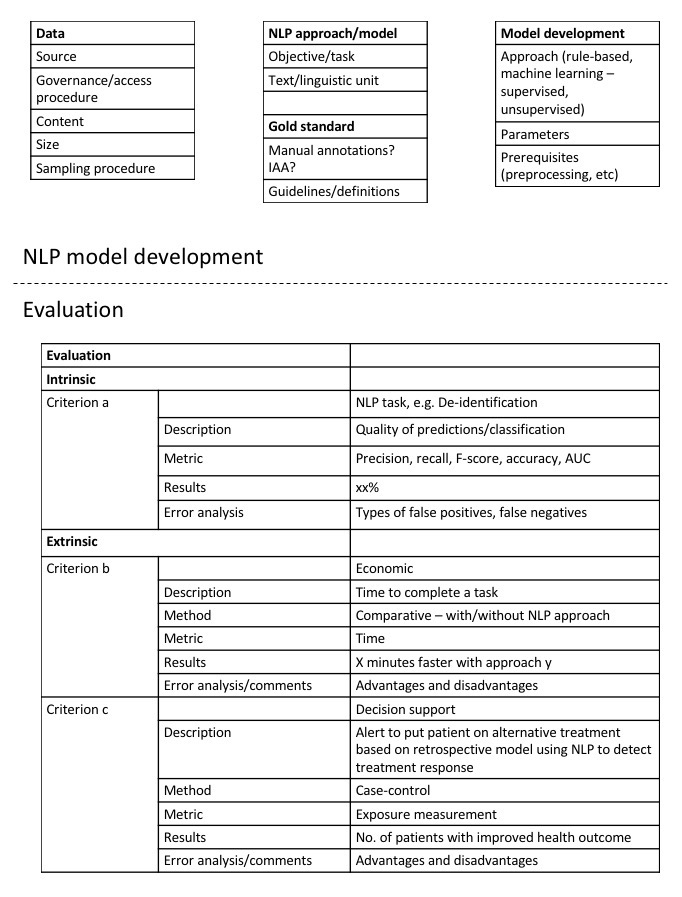 Data
Source
Governance/access
procedure
Content
Size
Sampling procedure
NLP approach/model
Objective/task
Text/linguistic unit
Gold standard
Manual annotations?
IAA?
Guidelines/definitions
Model development
Approach (rule-based,
machine learning –
supervised,
unsupervised)
Parameters
Prerequisites
(preprocessing, etc)
NLP model development
Evaluation
Evaluation
Intrinsic
Criterion a
NLP task, e.g. De-identification
Description
Quality of predictions/classification
Metric
Precision, recall, F-score, accuracy, AUC
Results
xx%
Error analysis
Types of false positives, false negatives
Extrinsic
Criterion b
Economic
Description
Time to complete a task
Method
Comparative – with/without NLP approach
Metric
Time
Results
X minutes faster with approach y
Error analysis/comments
Advantages and disadvantages
Criterion c
Decision support
Description
Alert to put patient on alternative treatment
based on retrospective model using NLP to detect
treatment response
Method
Case-control
Metric
Exposure measurement
Results
No. of patients with improved health outcome
Error analysis/comments
Advantages and disadvantages